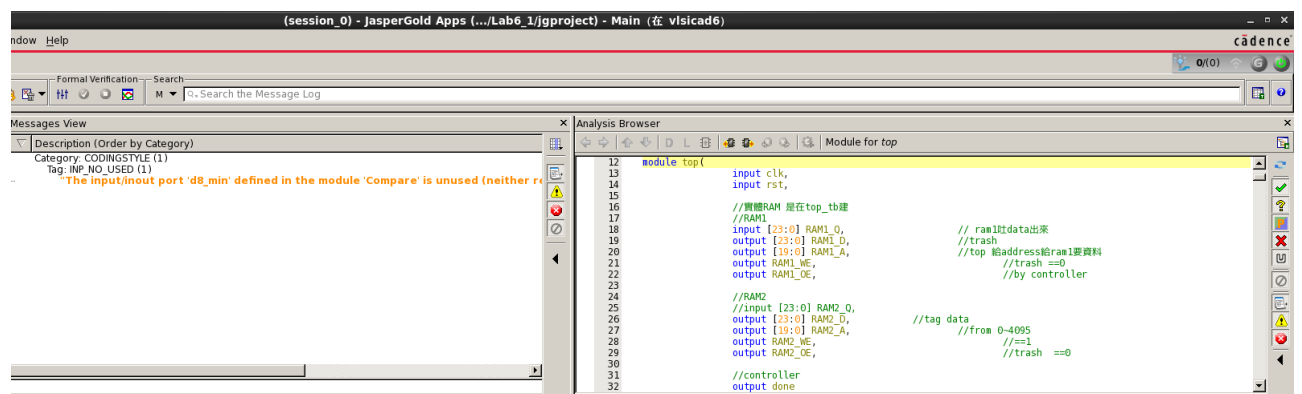 (session_0) - JasperGold Apps (.../Lab6_1/jgproject) - Main（在 vlsicad6）
ndow Help
cādence
0/(0)
Formal Verification Search
M Search the Message Log
Messages View
Description (Order by Category)
Category: CODINGSTYLE (1)
Tag: INP_NO_USED (1)
"The input/inout port 'd8_min' defined in the module 'Compare' is unused (neither re
Analysis Browser
Module for top
12 module top(
13 input clk,
14 input rst,
15
16 //實體RAM 是在top_tb建
17 //RAM1
18 input [23:0] RAM1_Q, // ram1吐data出來
19 output [23:0] RAM1_D, //trash
20 output [19:0] RAM1_A, //top 給address給ram1要資料
21 output RAM1_WE, //trash ==0
22 output RAM1_OE, //by controller
23
24 //RAM2
25 //input [23:0] RAM2_Q,
26 output [23:0] RAM2_D, //tag data
27 output [19:0] RAM2_A, //from 0~4095
28 output RAM2_WE, //==1
29 output RAM2_OE, //trash ==0
30
31 //controller
32 output done